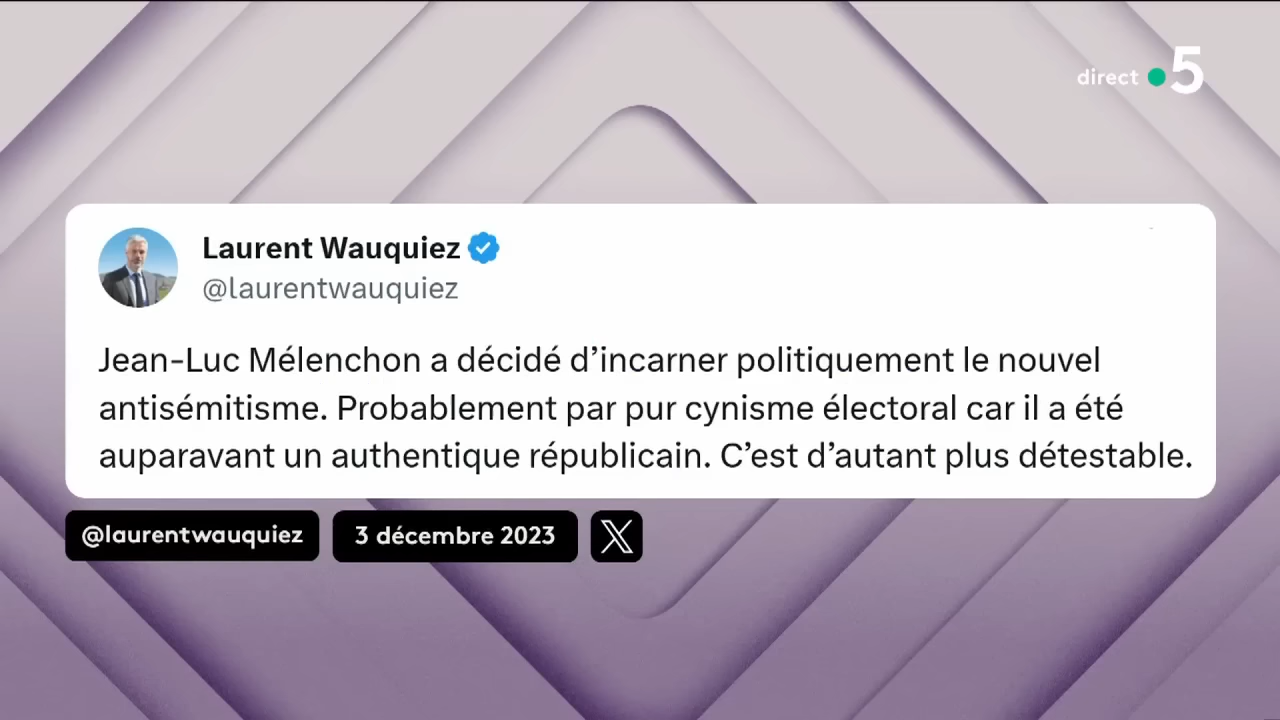 direct 5
Laurent Wauquiez
@laurentwauquiez
Jean-Luc Mélenchon a décidé d’incarner politiquement le nouvel
antisémitisme. Probablement par pur cynisme électoral car il a été
auparavant un authentique républicain. C’est d’autant plus détestable.
@laurentwauquiez 3 décembre 2023 X